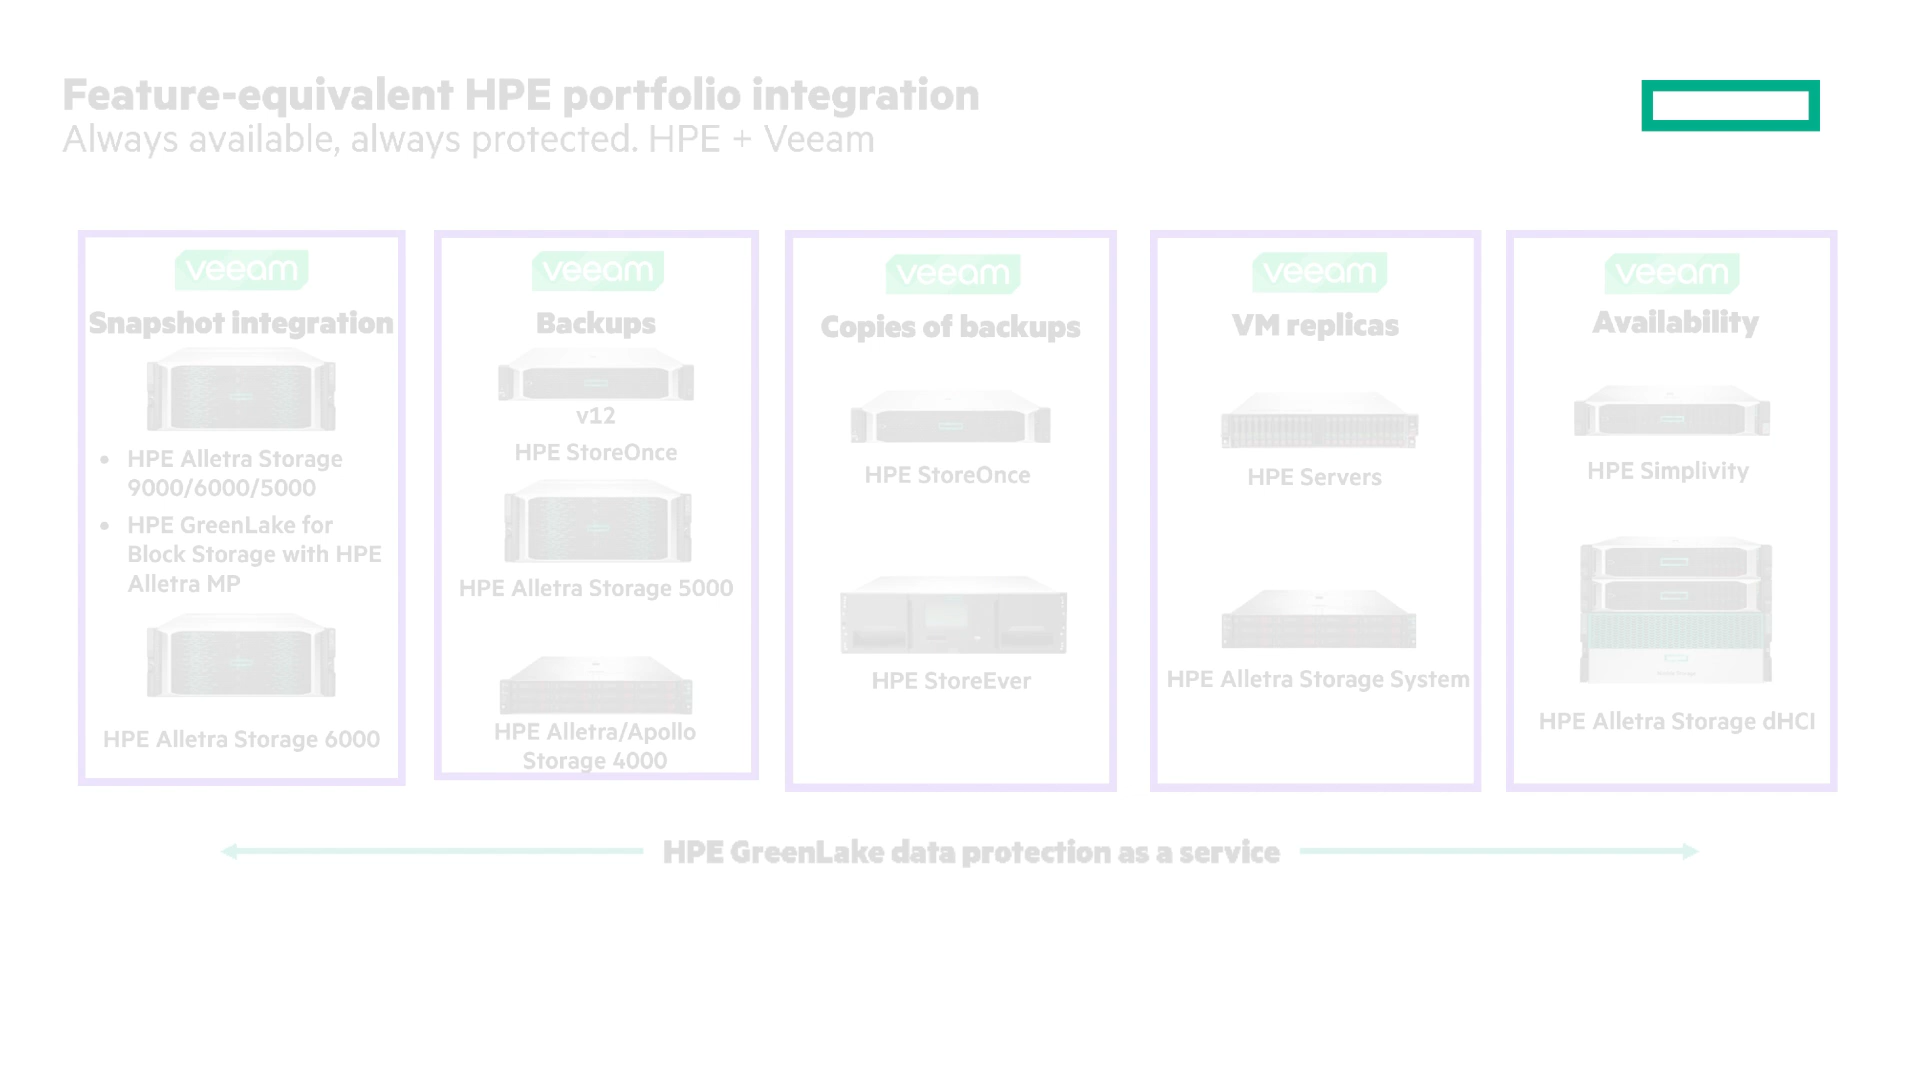 Feature-equivalent HPE portfolio integration
Always available, always protected. HPE + Veeam
veeam
Snapshot integration
• HPE Alletra Storage
9000/6000/5000
• HPE GreenLake for
Block Storage with HPE
Alletra MP
HPE Alletra Storage 6000
veeam
Backups
v12
HPE StoreOnce
HPE Alletra Storage 5000
HPE Alletra/Apollo
Storage 4000
veeam
Copies of backups
HPE StoreOnce
HPE StoreEver
veeam
VM replicas
HPE Servers
HPE Alletra Storage System
veeam
Availability
HPE Simplivity
HPE Alletra Storage dHCI
HPE GreenLake data protection as a service